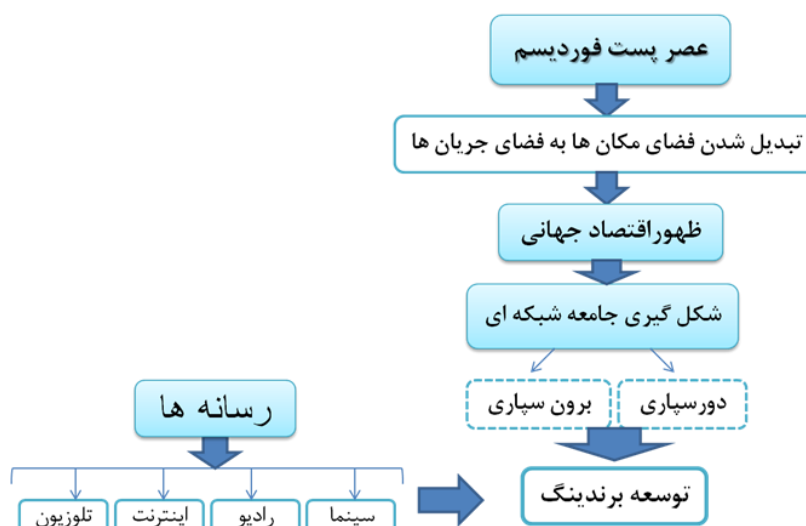 عصر پست فوردیسم
تبدیل شدن فضای مکان ها به فضای جریان ها
ظهوراقتصاد جهانی
شکل گیری جامعه شبکه ای
دورسپاری
برون سپاری
توسعه برندینگ
رسانه ها
سینما
رادیو
اینترنت
تلوزیون